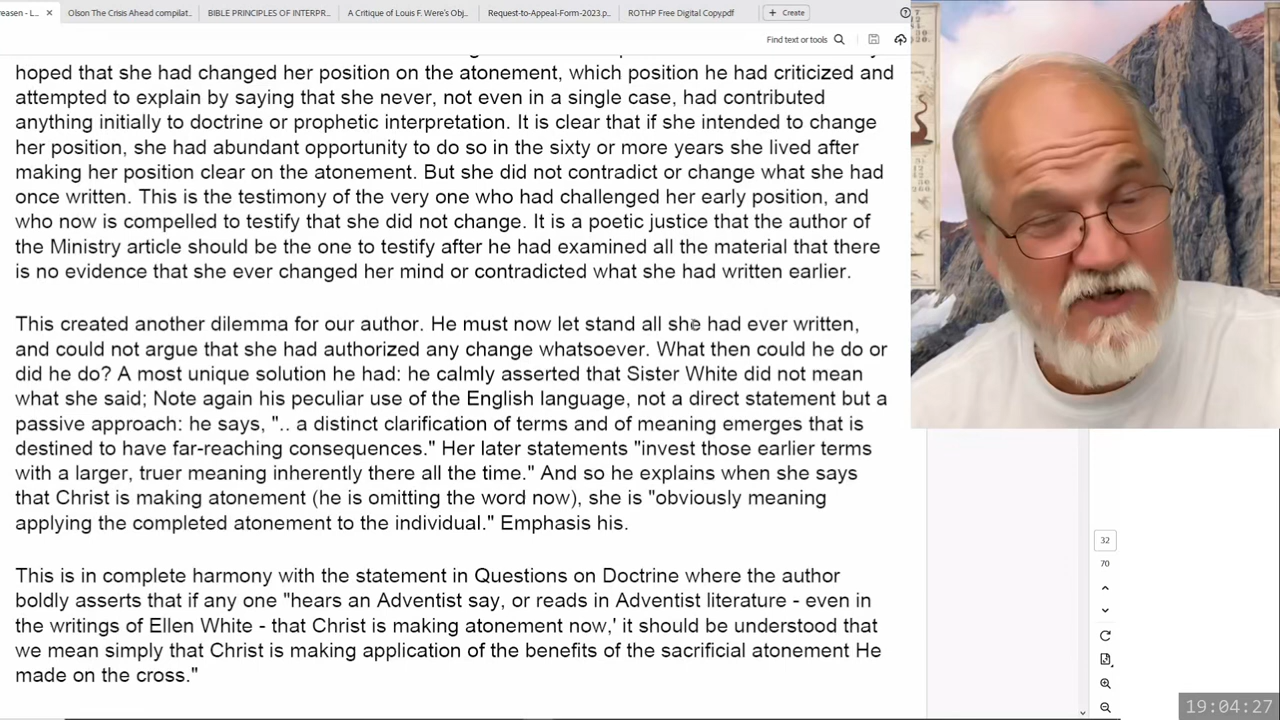 reasen - L... ×
Olson The Crisis Ahead compilat...
BIBLE PRINCIPLES OF INTERPR...
A Critique of Louis F. Were's Obj...
Request-to-Appeal-Form-2023.p...
ROTHP Free Digital Copy.pdf
+ Create
Find text or tools
hoped that she had changed her position on the atonement, which position he had criticized and
attempted to explain by saying that she never, not even in a single case, had contributed
anything initially to doctrine or prophetic interpretation. It is clear that if she intended to change
her position, she had abundant opportunity to do so in the sixty or more years she lived after
making her position clear on the atonement. But she did not contradict or change what she had
once written. This is the testimony of the very one who had challenged her early position, and
who now is compelled to testify that she did not change. It is a poetic justice that the author of
the Ministry article should be the one to testify after he had examined all the material that there
is no evidence that she ever changed her mind or contradicted what she had written earlier.
This created another dilemma for our author. He must now let stand all she had ever written,
and could not argue that she had authorized any change whatsoever. What then could he do or
did he do? A most unique solution he had: he calmly asserted that Sister White did not mean
what she said; Note again his peculiar use of the English language, not a direct statement but a
passive approach: he says, ".. a distinct clarification of terms and of meaning emerges that is
destined to have far-reaching consequences." Her later statements "invest those earlier terms
with a larger, truer meaning inherently there all the time." And so he explains when she says
that Christ is making atonement (he is omitting the word now), she is "obviously meaning
applying the completed atonement to the individual." Emphasis his.
This is in complete harmony with the statement in Questions on Doctrine where the author
boldly asserts that if any one "hears an Adventist say, or reads in Adventist literature - even in
the writings of Ellen White - that Christ is making atonement now,' it should be understood that
we mean simply that Christ is making application of the benefits of the sacrificial atonement He
made on the cross."
32
70
19:04:27